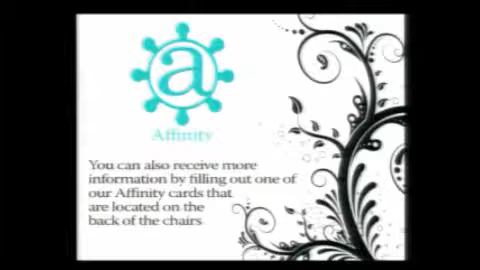 a
Affinity
You can also receive more
information by filling out one of
our Affinity cards that
are located on the
back of the chairs